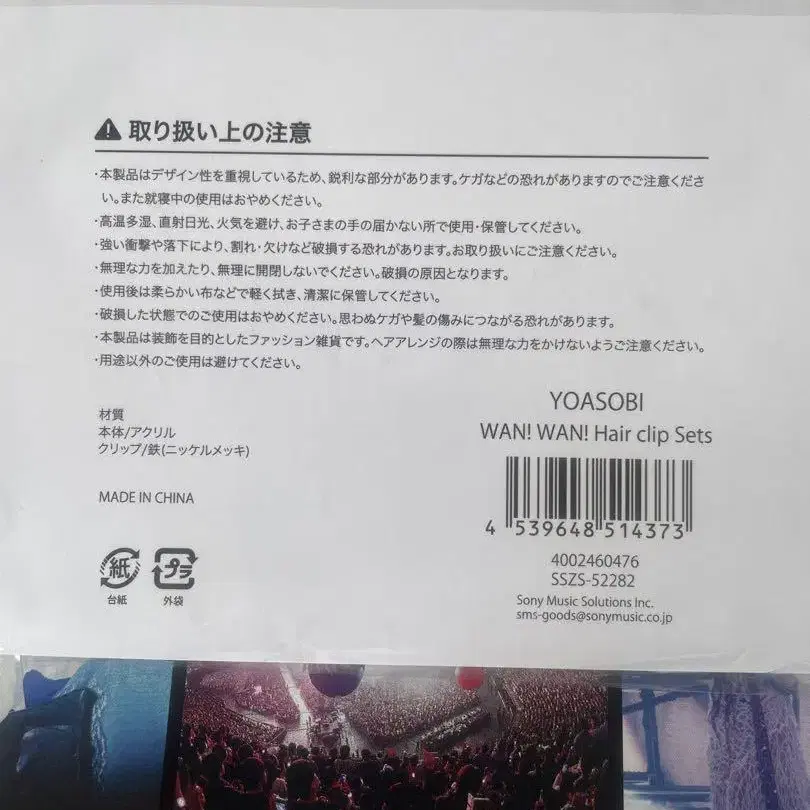 ⚠ 取り扱い上の注意
・本製品はデザイン性を重視しているため、鋭利な部分があります。ケガなどの恐れがありますのでご注意くださ
い。また就寝中の使用はおやめください。
・高温多湿、直射日光、火気を避け、お子さまの手の届かない所で使用・保管してください。
・強い衝撃や落下により、割れ・欠けなど破損する恐れがあります。お取り扱いにご注意ください。
・無理な力を加えたり、無理に開閉しないでください。破損の原因となります。
・使用後は柔らかい布などで軽く拭き、清潔に保管してください。
・破損した状態でのご使用はおやめください。思わぬケガや髪の傷みにつながる恐れがあります。
・本製品は装飾を目的としたファッション雑貨です。ヘアアレンジの際は無理な力をかけないようご注意ください。
・用途以外のご使用は避けてください。
材質
本体/アクリル
クリップ/鉄(ニッケルメッキ)
MADE IN CHINA
紙 プラ
台紙 外袋
YOASOBI
WAN! WAN! Hair clip Sets
4 539648 514373
4002460476
SSZS-52282
Sony Music Solutions Inc.
sms-goods@sonymusic.co.jp